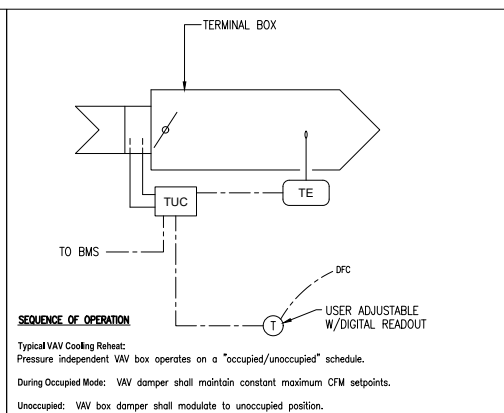 TERMINAL BOX
TE
TUC
TO BMS
DFC
USER ADJUSTABLE
W/DIGITAL READOUT
T
SEQUENCE OF OPERATION
Typical VAV Cooling Reheat:
Pressure independent VAV box operates on a "occupied/unoccupied" schedule.
During Occupied Mode: VAV damper shall maintain constant maximum CFM setpoints.
Unoccupied: VAV box damper shall modulate to unoccupied position.